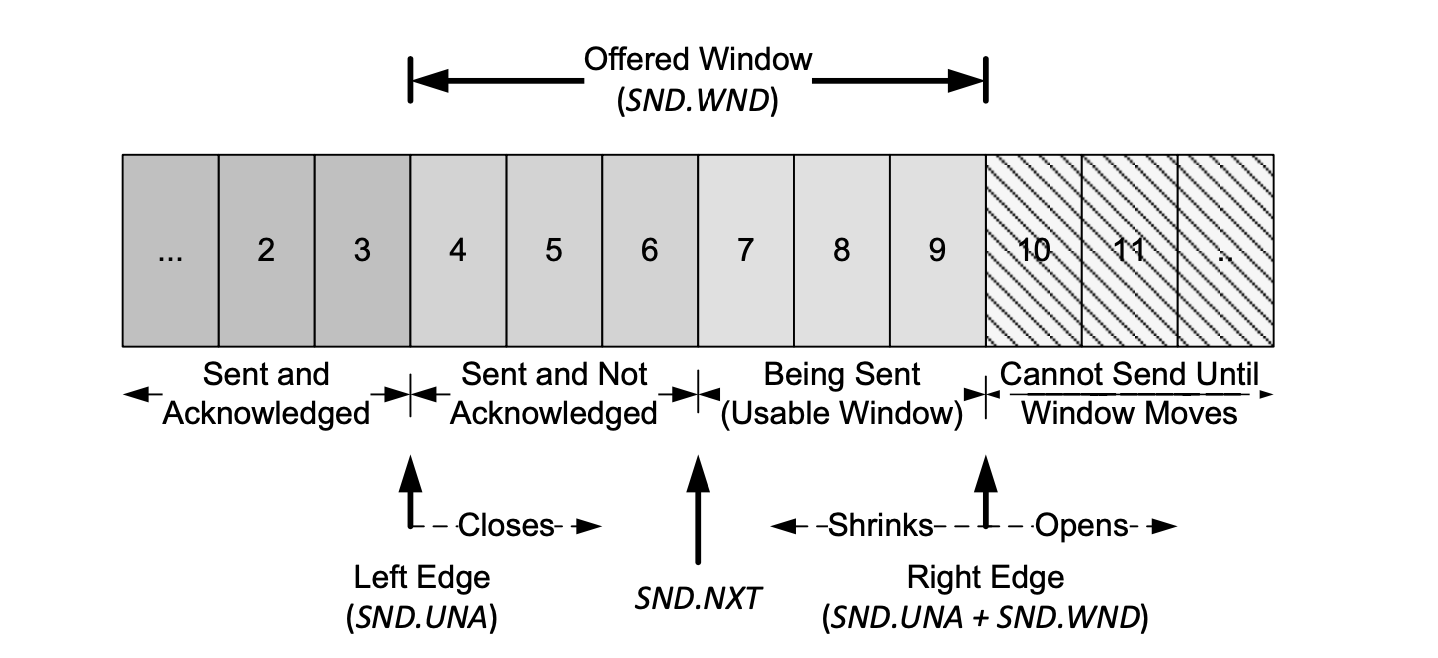 Offered Window
(SND.WND)
... 2 3 4 5 6 7 8 9 10 11 ..
Sent and Acknowledged
Sent and Not Acknowledged
Being Sent (Usable Window)
Cannot Send Until Window Moves
Closes
Shrinks
Opens
Left Edge
(SND.UNA)
SND.NXT
Right Edge
(SND.UNA + SND.WND)